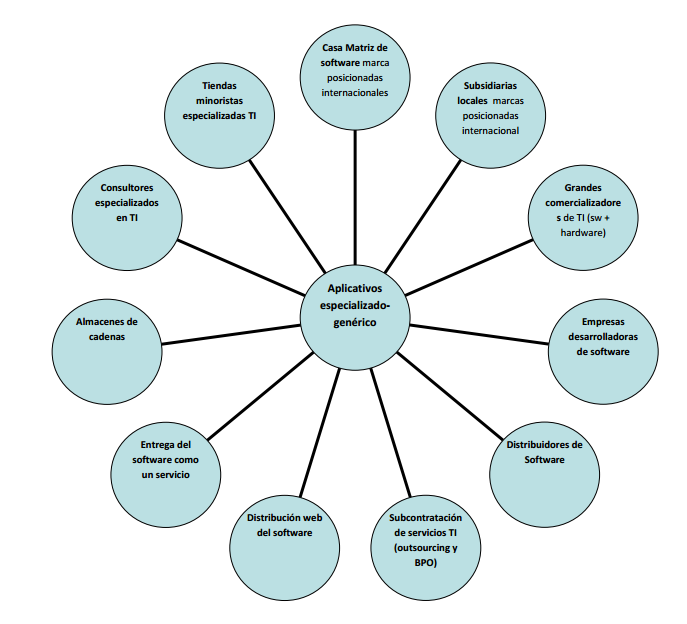 Casa Matriz de
software marca
posicionadas
internacionales
Subsidiarias
locales marcas
posicionadas
internacional
Grandes
comercializadore
s de TI (sw +
hardware)
Empresas
desarrolladoras
de software
Distribuidores de
Software
Subcontratación
de servicios TI
(outsourcing y
BPO)
Distribución web
del software
Entrega del
software como
un servicio
Almacenes de
cadenas
Consultores
especializados
en TI
Tiendas
minoristas
especializadas TI
Aplicativos
especializado-
genérico